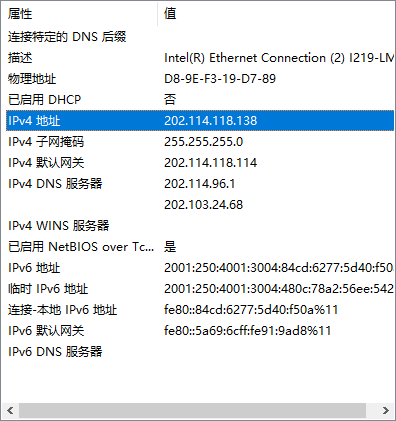 属性 值
连接特定的 DNS 后缀
描述 Intel(R) Ethernet Connection (2) I219-LM
物理地址 D8-9E-F3-19-D7-89
已启用 DHCP 否
IPv4 地址 202.114.118.138
IPv4 子网掩码 255.255.255.0
IPv4 默认网关 202.114.118.114
IPv4 DNS 服务器 202.114.96.1
202.103.24.68
IPv4 WINS 服务器
已启用 NetBIOS over Tc... 是
IPv6 地址 2001:250:4001:3004:84cd:6277:5d40:f50
临时 IPv6 地址 2001:250:4001:3004:480c:78a2:56ee:542
连接-本地 IPv6 地址 fe80::84cd:6277:5d40:f50a%11
IPv6 默认网关 fe80::5a69:6cff:fe91:9ad8%11
IPv6 DNS 服务器